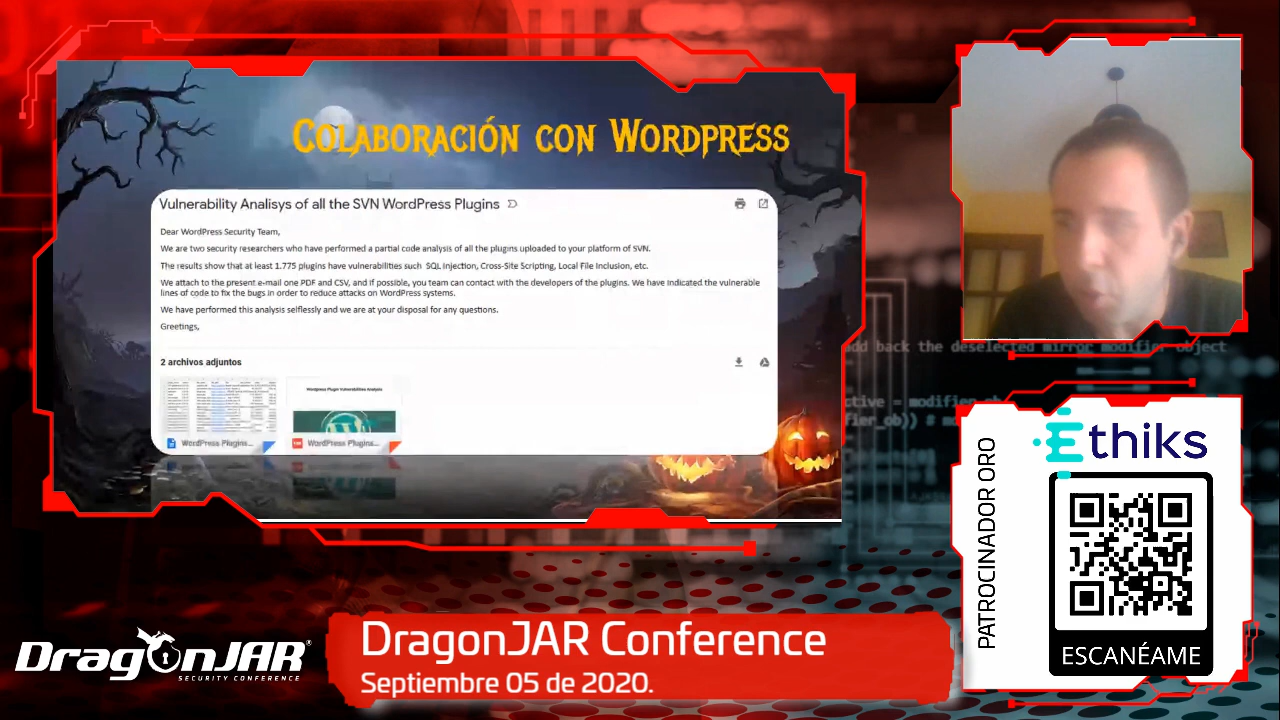 COLABORACIÓN CON WORDPRESS
Vulnerability Analisys of all the SVN WordPress Plugins
Dear WordPress Security Team,
We are two security researchers who have performed a partial code analysis of all the plugins uploaded to your platform of SVN.
The results show that at least 1.775 plugins have vulnerabilities such SQL Injection, Cross-Site Scripting, Local File Inclusion, etc.
We attach to the present e-mail one PDF and CSV, and if possible, you team can contact with the developers of the plugins. We have indicated the vulnerable
lines of code to fix the bugs in order to reduce attacks on WordPress systems.
We have performed this analysis selflessly and we are at your disposal for any questions.
Greetings,
2 archivos adjuntos
Wordpress Plugin Vulnerabilities Analysis
WordPress-Plugins...
WordPress Plugins...
add back the deselected mirror modifier object
Ethiks
PATROCINADOR ORO
ESCANÉAME
DragonJAR
SECURITY CONFERENCE
DragonJAR Conference
Septiembre 05 de 2020.